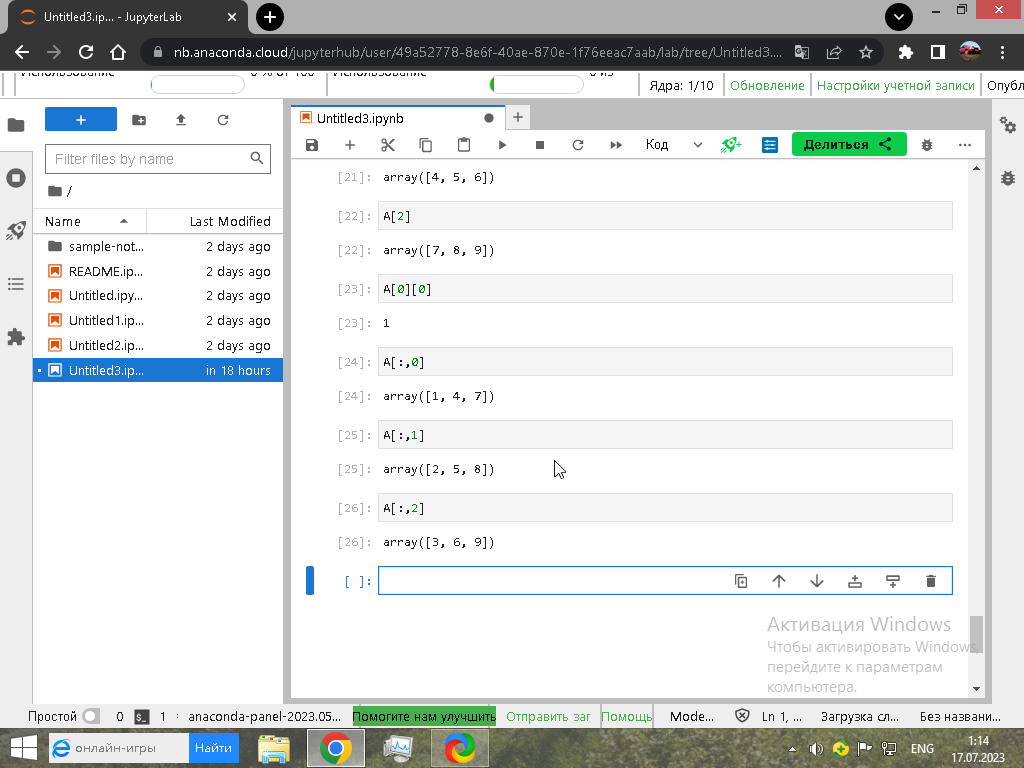 Untitled3.ip... - JupyterLab
nb.anaconda.cloud/jupyterhub/user/49a52778-8e6f-40ae-870e-1f76eeac7aab/lab/tree/Untitled3....
Использование 0 % от 100 Использование 0 из Ядра: 1/10 Обновление Настройки учетной записи Опубл
Untitled3.ipynb
Filter files by name
Код Делиться
/
Name Last Modified
sample-not... 2 days ago
README.ip... 2 days ago
Untitled.ipy... 2 days ago
Untitled1.ip... 2 days ago
Untitled2.ip... 2 days ago
Untitled3.ip... in 18 hours
[21]: array([4, 5, 6])
[22]: A[2]
[22]: array([7, 8, 9])
[23]: A[0][0]
[23]: 1
[24]: A[:,0]
[24]: array([1, 4, 7])
[25]: A[:,1]
[25]: array([2, 5, 8])
[26]: A[:,2]
[26]: array([3, 6, 9])
[ ]:
Активация Windows
Чтобы активировать Windows,
перейдите к параметрам
компьютера.
Простой 0 $_ 1 anaconda-panel-2023.05... Помогите нам улучшить Отправить заг Помощь Mode... Ln 1, ... Загрузка сл... Без названи...
онлайн-игры Найти ENG 1:14
17.07.2023